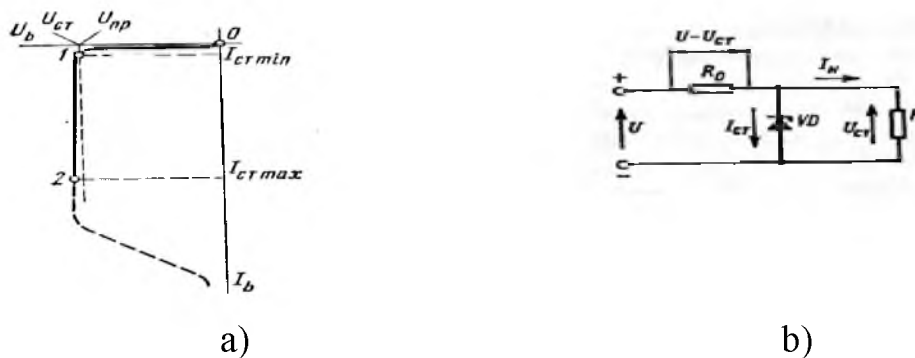 U_b U_ст U_пр 0
1 I_ст min
2 I_ст max
I_b
a)
U-U_ст
R_0 I_н
+
U I_ст VD U_ст
−
b)